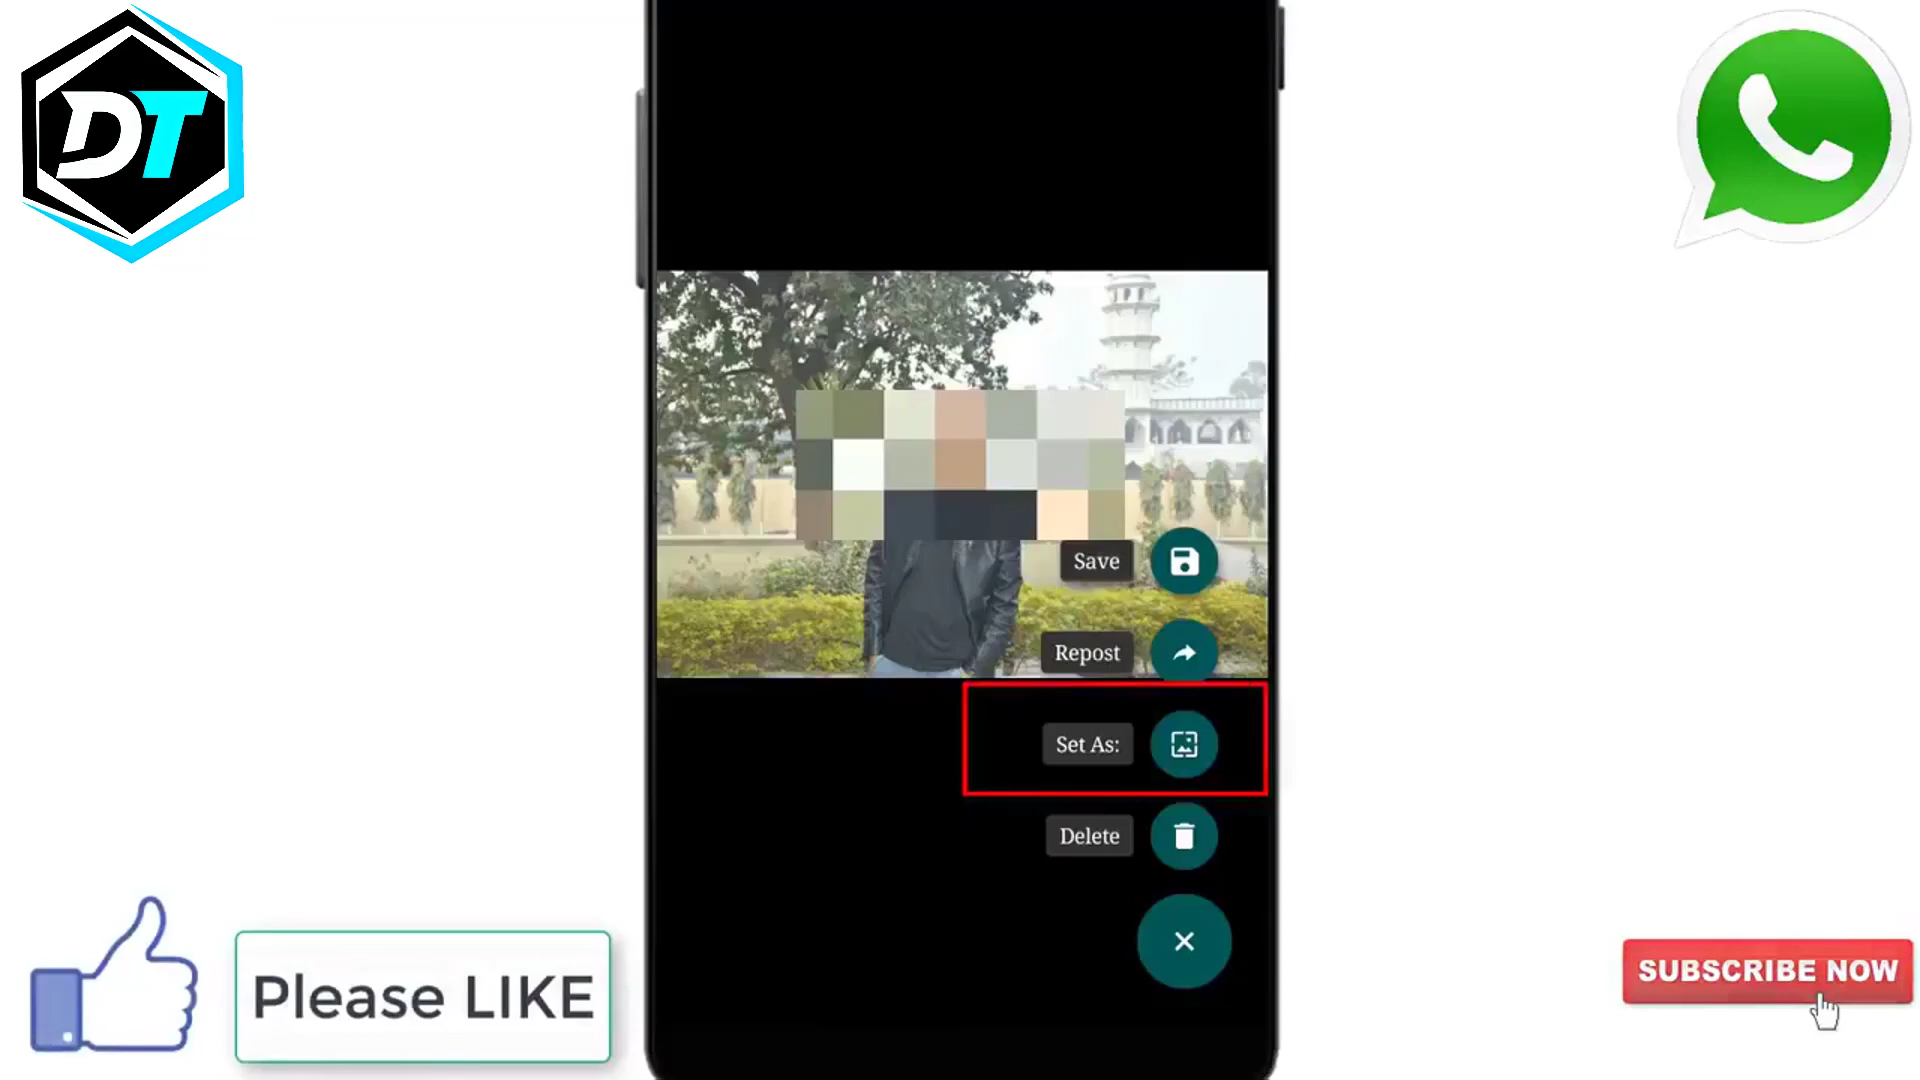 DT
Save
Repost
Set As:
Delete
Please LIKE
SUBSCRIBE NOW